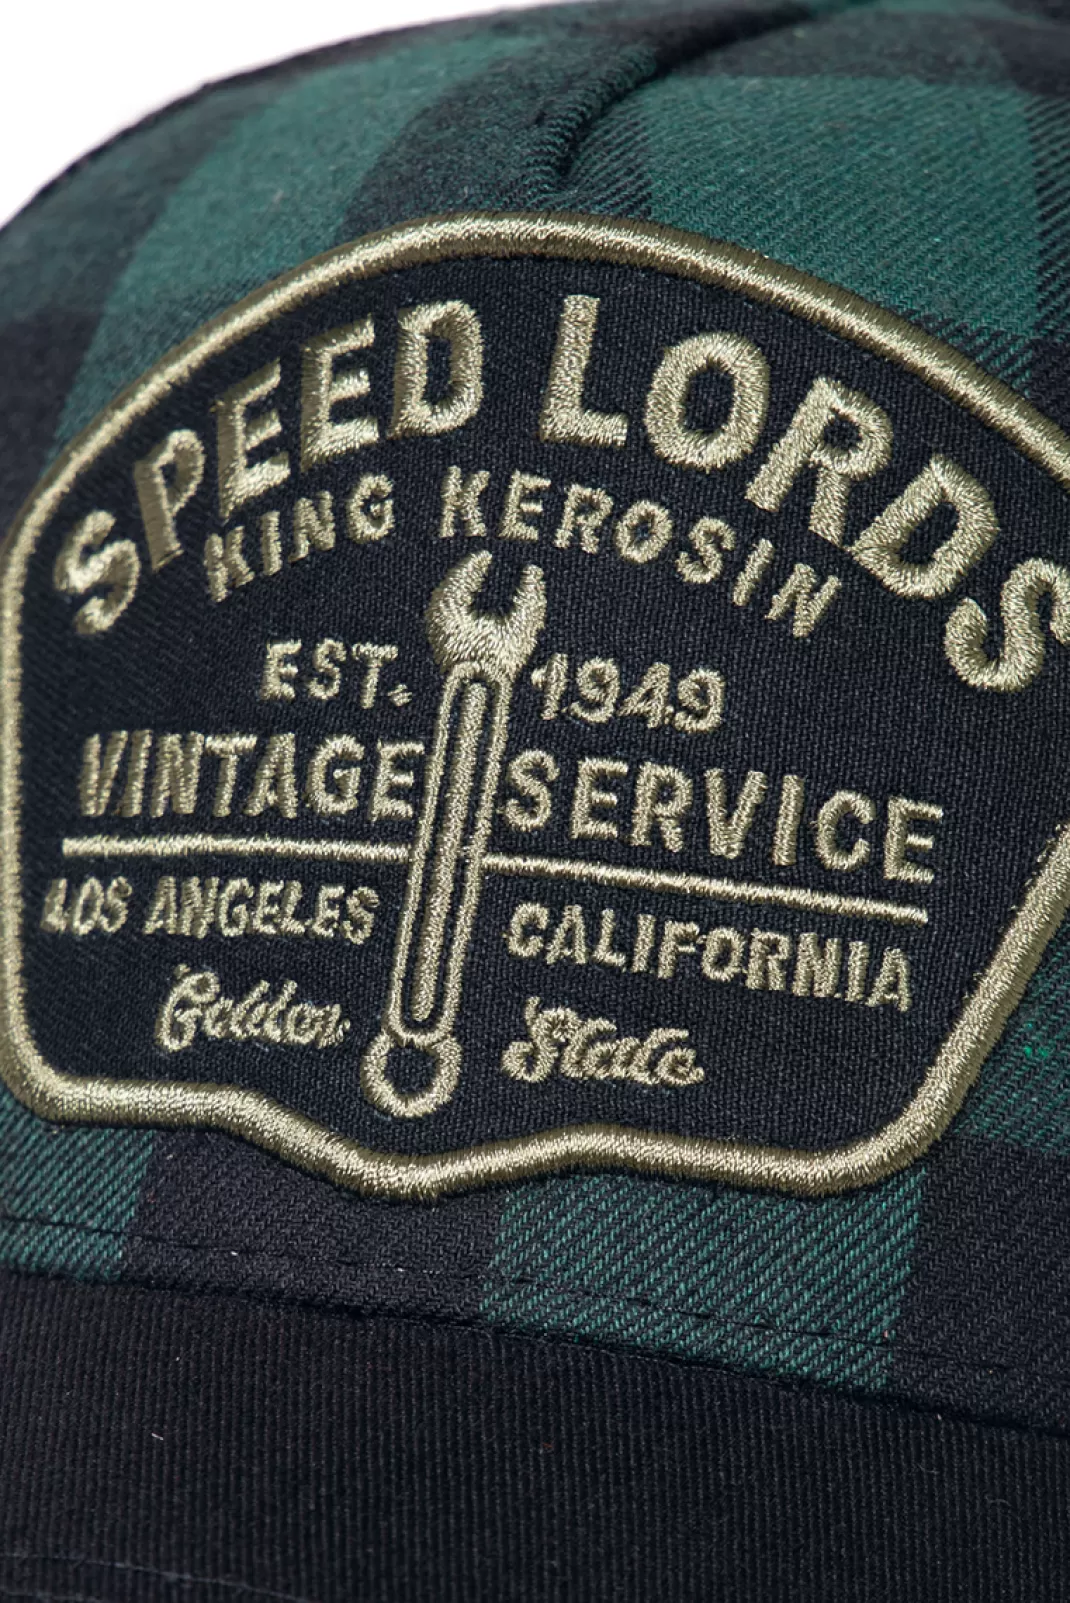 SPEED LORDS
KING KEROSIN
EST. 1949
VINTAGE SERVICE
LOS ANGELES CALIFORNIA
Golden State